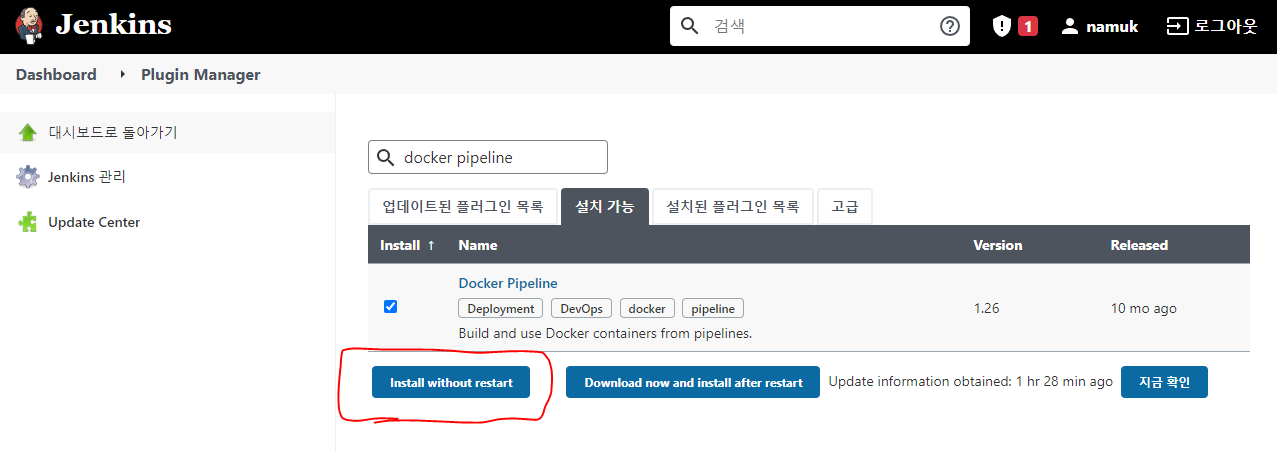 Jenkins
검색
1
namuk
로그아웃
Dashboard
Plugin Manager
대시보드로 돌아가기
Jenkins 관리
Update Center
docker pipeline
업데이트된 플러그인 목록
설치 가능
설치된 플러그인 목록
고급
Install ↑ Name Version Released
Docker Pipeline
Deployment DevOps docker pipeline
1.26 10 mo ago
Build and use Docker containers from pipelines.
Install without restart
Download now and install after restart
Update information obtained: 1 hr 28 min ago
지금 확인